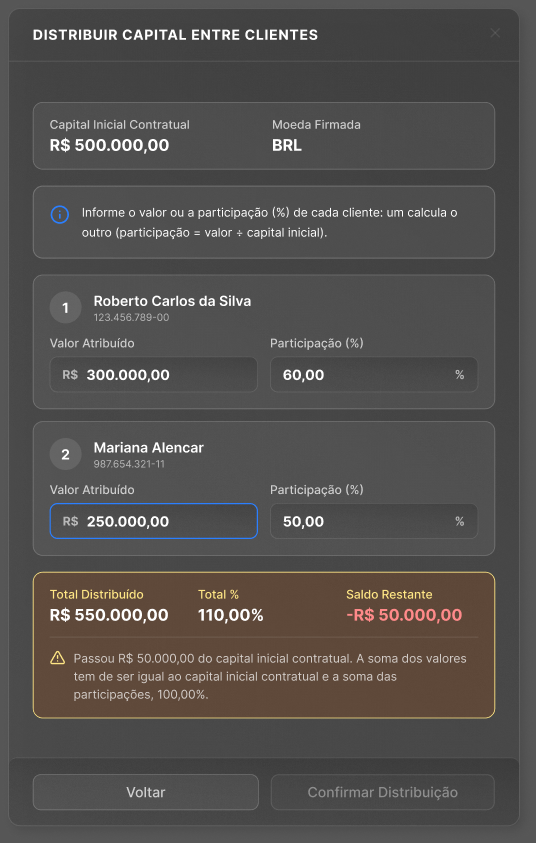 DISTRIBUIR CAPITAL ENTRE CLIENTES
Capital Inicial Contratual
Moeda Firmada
R$ 500.000,00
BRL
Informe o valor ou a participação (%) de cada cliente: um calcula o
outro (participação = valor ÷ capital inicial).
1
Roberto Carlos da Silva
123.456.789-00
Valor Atribuído
Participação (%)
R$ 300.000,00
60,00 %
2
Mariana Alencar
987.654.321-11
Valor Atribuído
Participação (%)
R$ 250.000,00
50,00 %
Total Distribuído
Total %
Saldo Restante
R$ 550.000,00
110,00%
-R$ 50.000,00
Passou R$ 50.000,00 do capital inicial contratual. A soma dos valores
tem de ser igual ao capital inicial contratual e a soma das
participações, 100,00%.
Voltar
Confirmar Distribuição